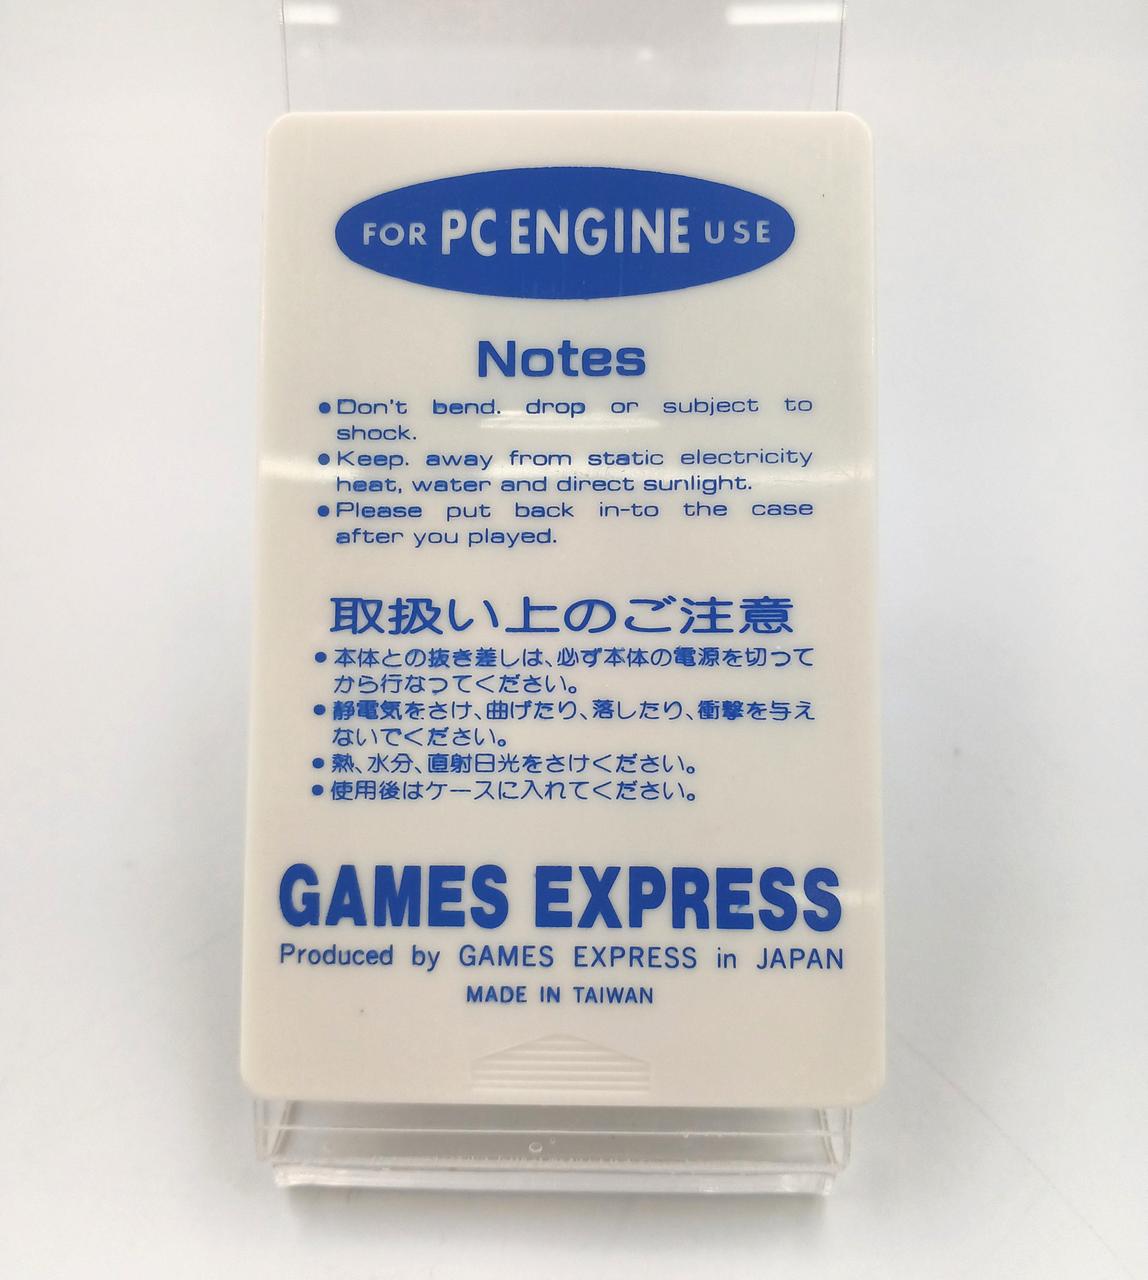 FOR PC ENGINE USE
Notes
●Don't bend. drop or subject to
shock.
●Keep. away from static electricity
heat, water and direct sunlight.
●Please put back in-to the case
after you played.
取扱い上のご注意
●本体との抜き差しは、必ず本体の電源を切って
から行なつてください。
●静電気をさけ、曲げたり、落したり、衝撃を与え
ないでください。
●熱、水分、直射日光をさけください。
●使用後はケースに入れてください。
GAMES EXPRESS
Produced by GAMES EXPRESS in JAPAN
MADE IN TAIWAN